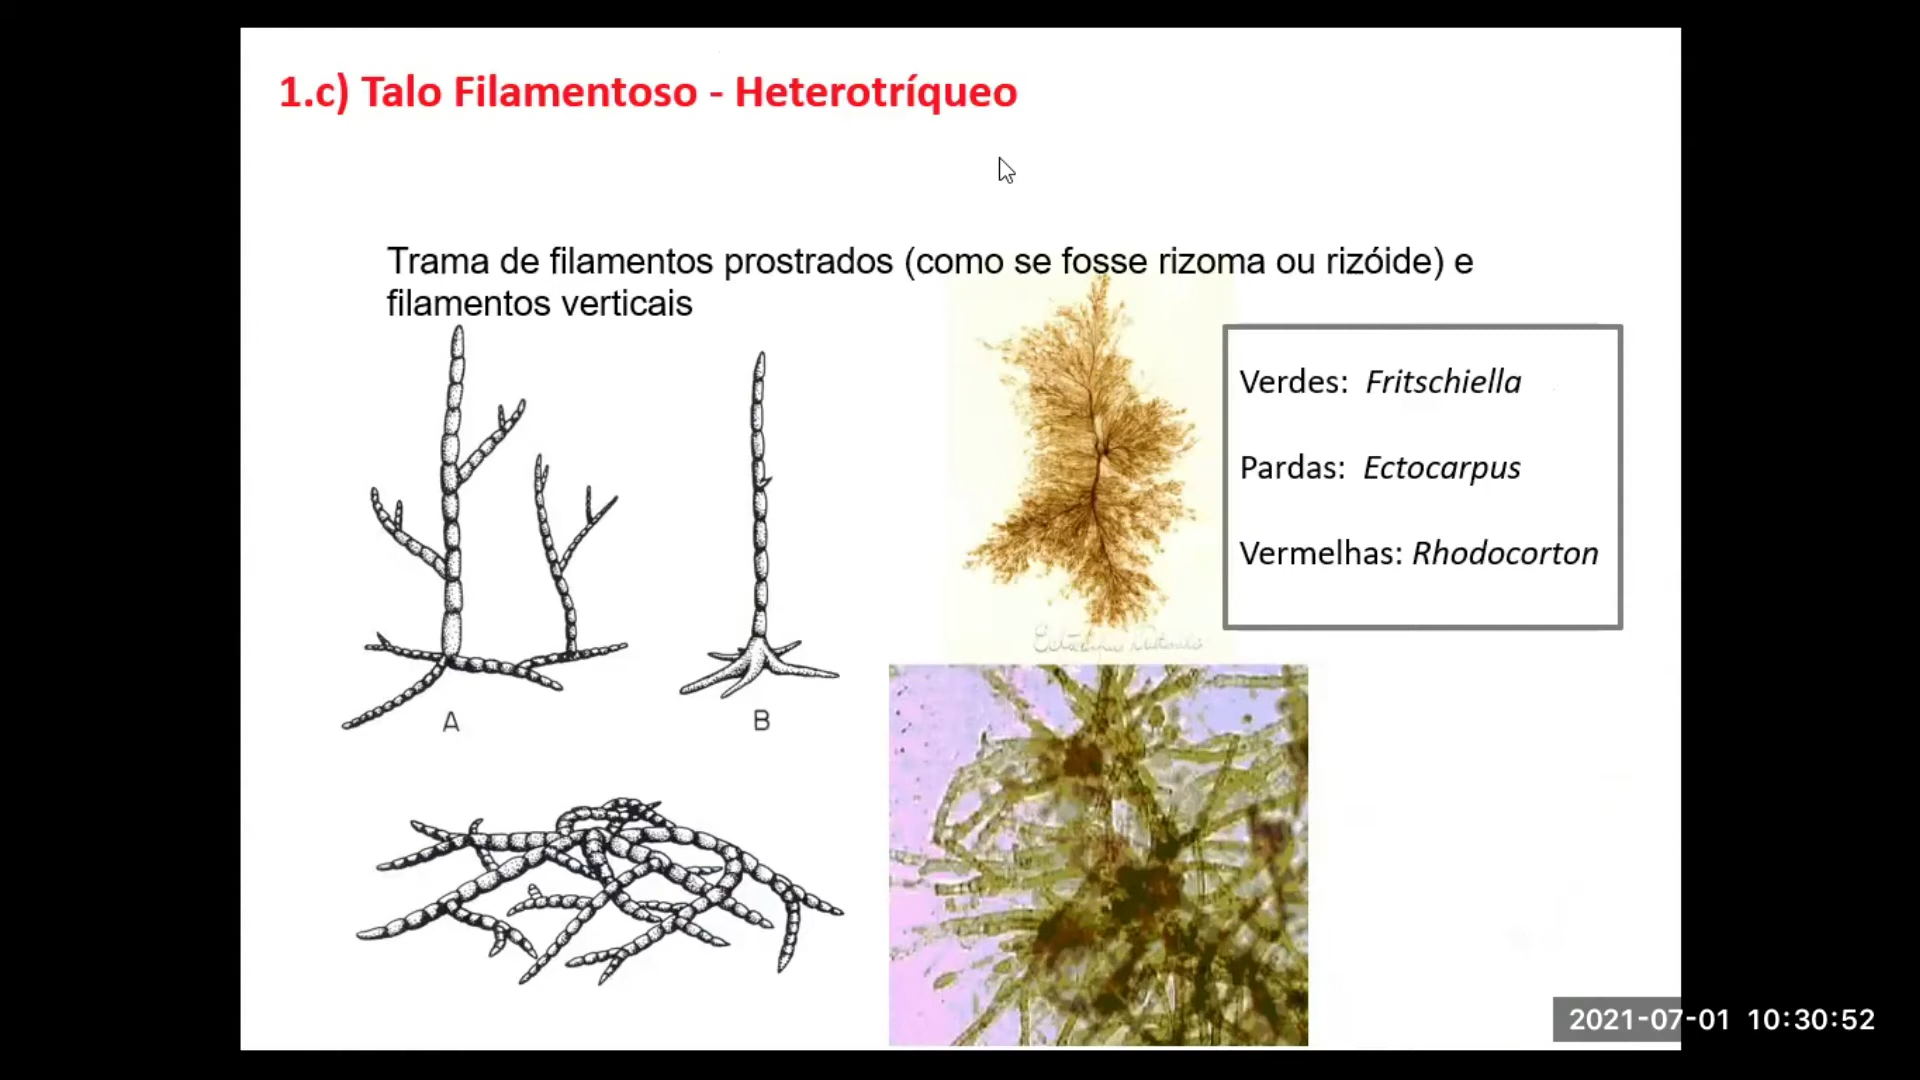 1.c) Talo Filamentoso - Heterotríqueo
Trama de filamentos prostrados (como se fosse rizoma ou rizóide) e
filamentos verticais
Verdes: Fritschiella
Pardas: Ectocarpus
Vermelhas: Rhodocorton
A
B
2021-07-01 10:30:52